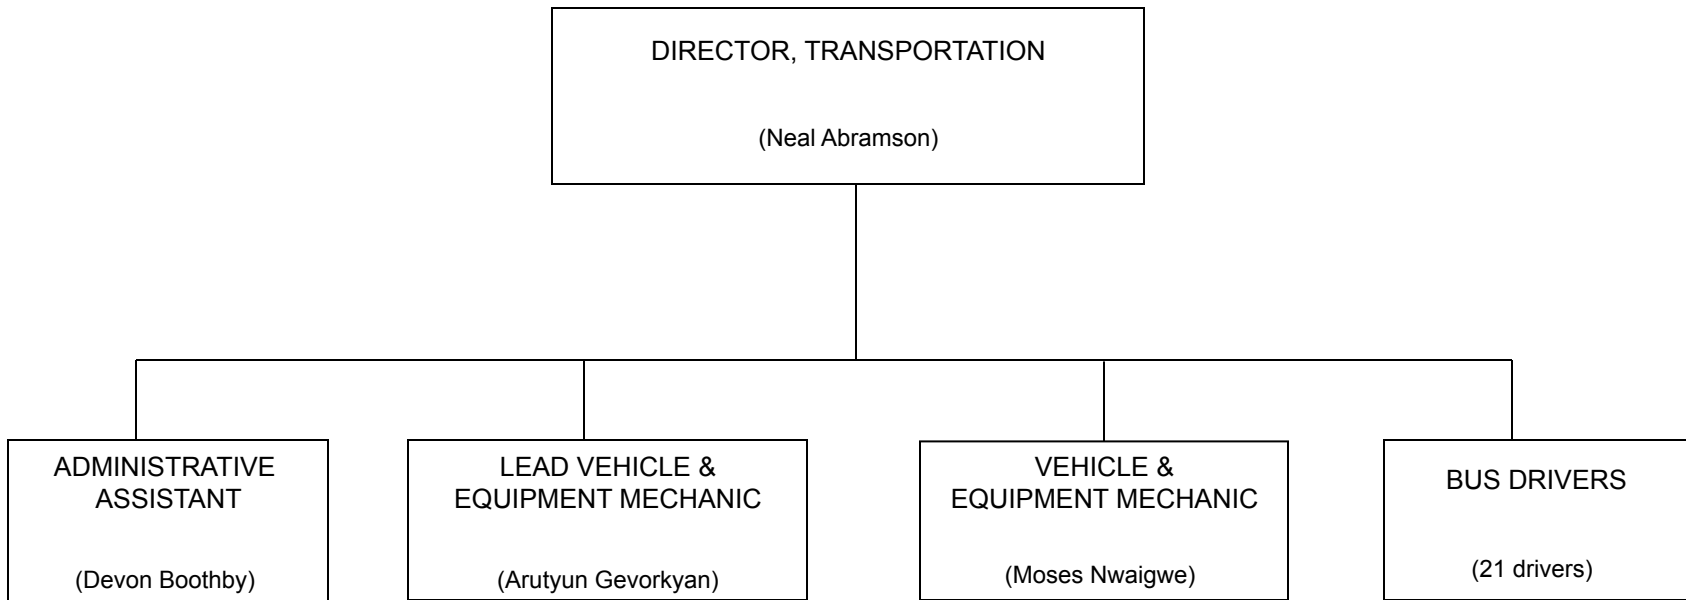 DIRECTOR, TRANSPORTATION
(Neal Abramson)
ADMINISTRATIVE
ASSISTANT
(Devon Boothby)
LEAD VEHICLE &
EQUIPMENT MECHANIC
(Arutyun Gevorkyan)
VEHICLE &
EQUIPMENT MECHANIC
(Moses Nwaigwe)
BUS DRIVERS
(21 drivers)